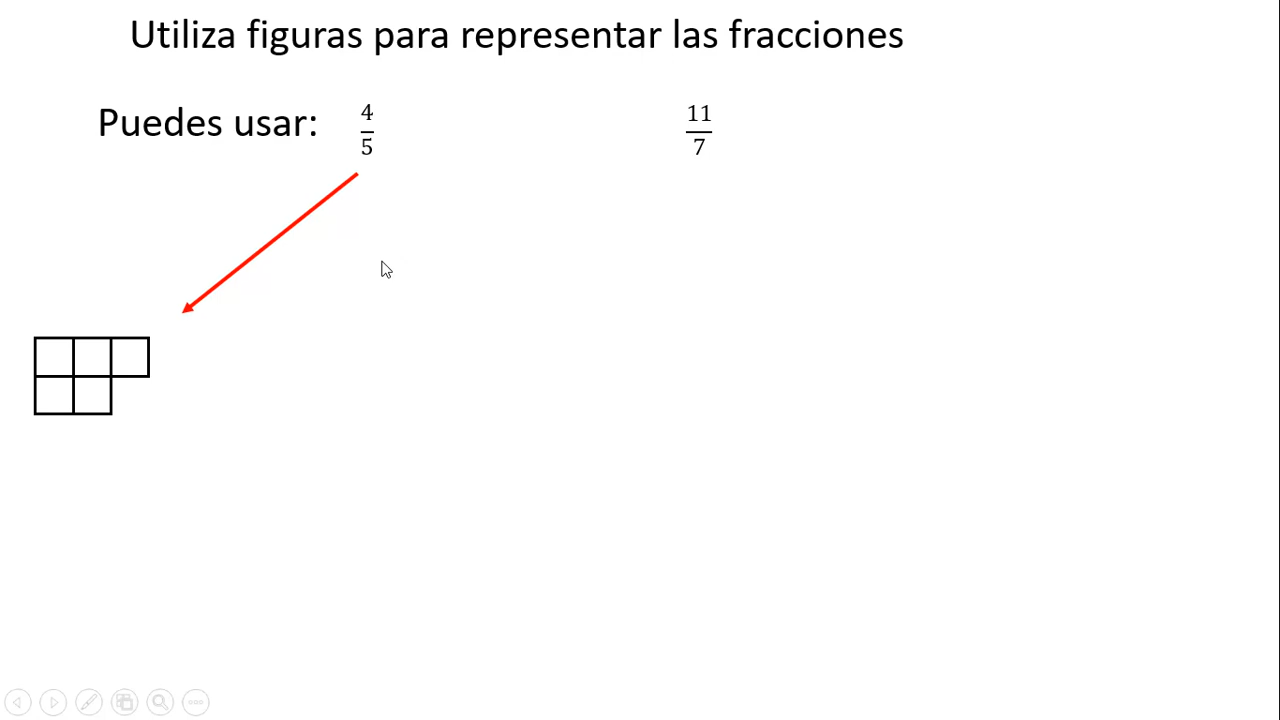 Utiliza figuras para representar las fracciones
Puedes usar: 4/5 11/7